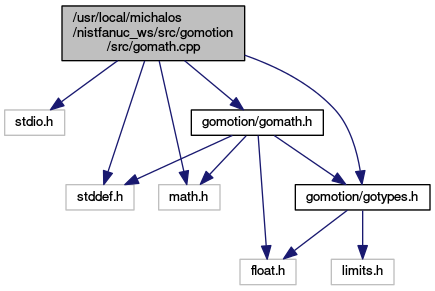 /usr/local/michalos
/nistfanuc_ws/src/gomotion
/src/gomath.cpp
stdio.h
gomotion/gomath.h
stddef.h
math.h
gomotion/gotypes.h
float.h
limits.h